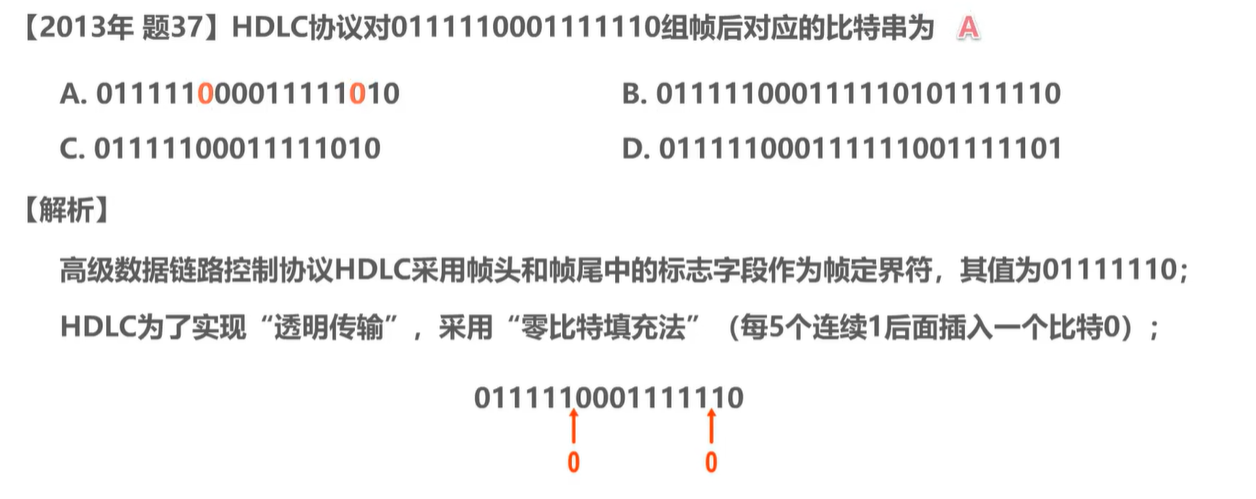 【2013年 题37】HDLC协议对0111110001111110组帧后对应的比特串为 A
A. 011111000011111010
B. 011111000111110101111110
C. 01111100011111010
D. 011111000111111001111101
【解析】
高级数据链路控制协议HDLC采用帧头和帧尾中的标志字段作为帧定界符，其值为01111110；
HDLC为了实现“透明传输”，采用“零比特填充法”（每5个连续1后面插入一个比特0）；
0111110001111110
0 0